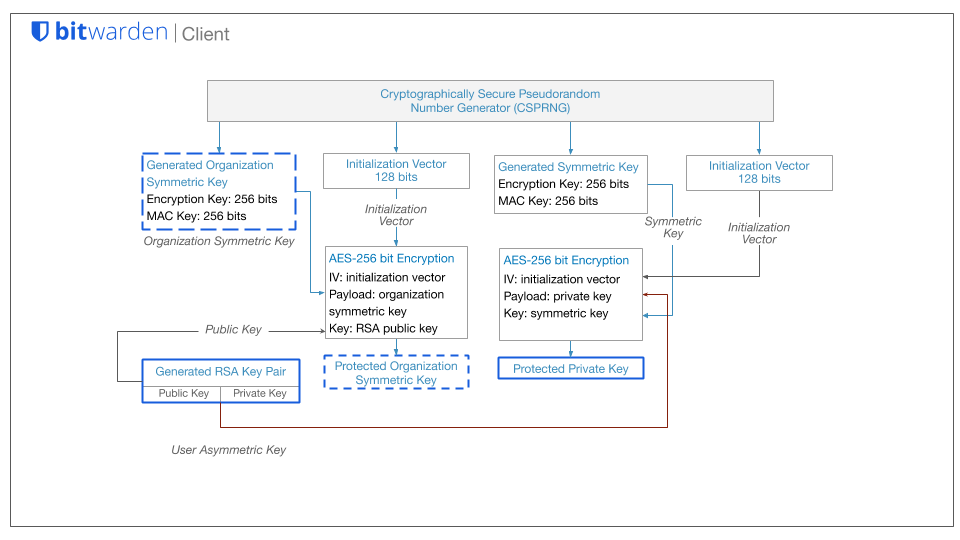 bitwarden | Client
Cryptographically Secure Pseudorandom
Number Generator (CSPRNG)
Generated Organization
Symmetric Key
Encryption Key: 256 bits
MAC Key: 256 bits
Organization Symmetric Key
Initialization Vector
128 bits
Initialization
Vector
Generated Symmetric Key
Encryption Key: 256 bits
MAC Key: 256 bits
Symmetric
Key
Initialization Vector
128 bits
Initialization
Vector
AES-256 bit Encryption
IV: initialization vector
Payload: organization
symmetric key
Key: RSA public key
AES-256 bit Encryption
IV: initialization vector
Payload: private key
Key: symmetric key
Public Key
Protected Organization
Symmetric Key
Protected Private Key
Generated RSA Key Pair
Public Key
Private Key
User Asymmetric Key